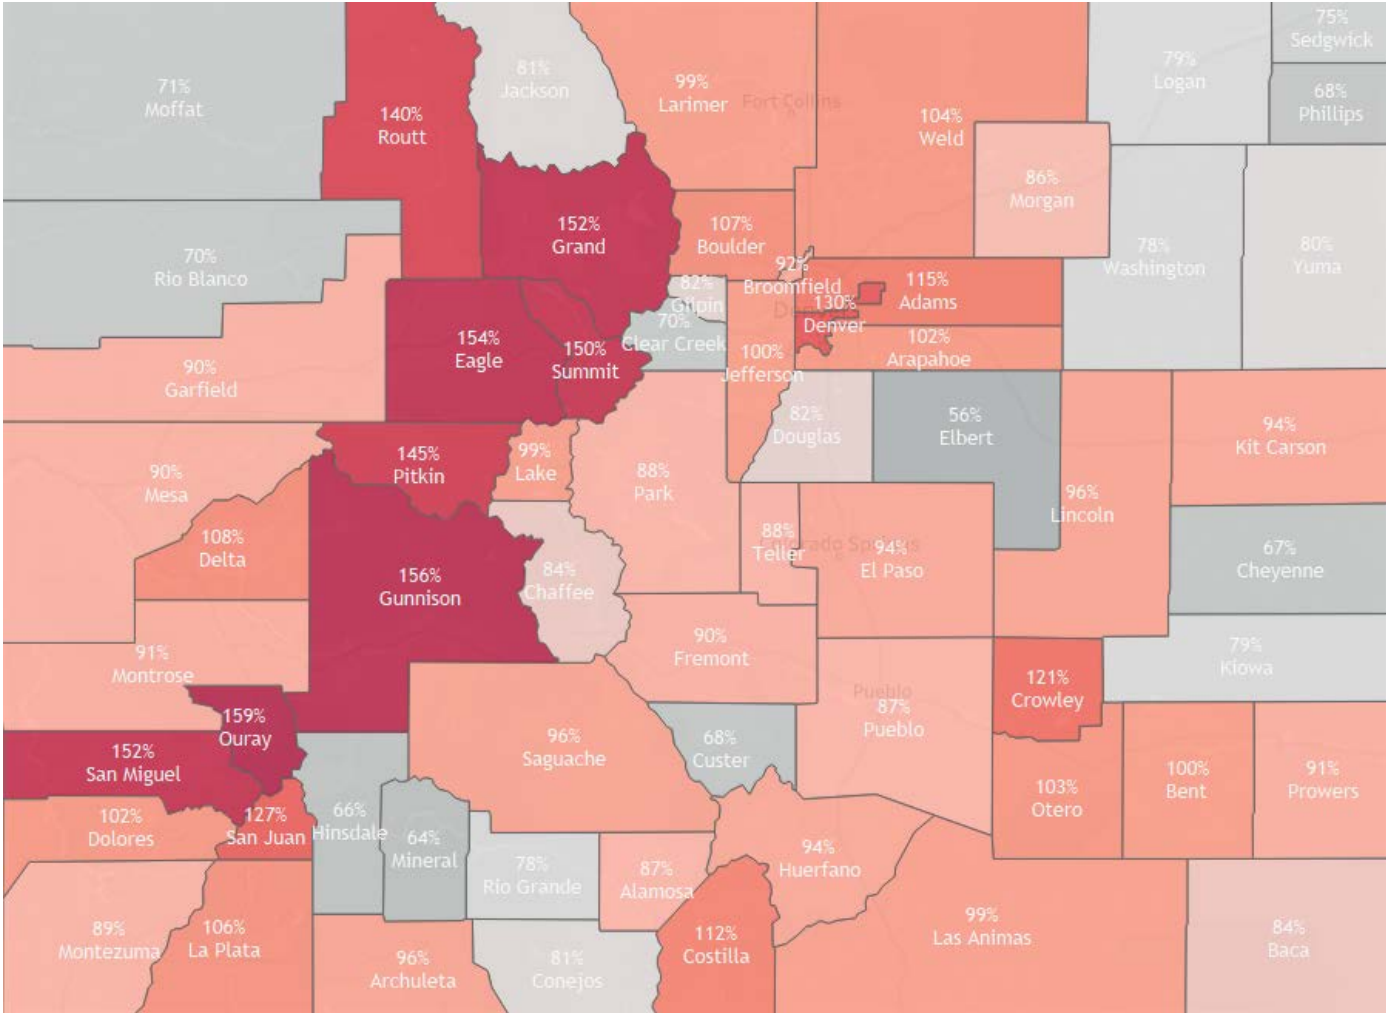 75%
Sedgwick
71%
Moffat
81%
Jackson
99%
Larimer
Fort Collins
79%
Logan
68%
Phillips
140%
Routt
104%
Weld
86%
Morgan
152%
Grand
107%
Boulder
78%
Washington
80%
Yuma
70%
Rio Blanco
92%
Broomfield
82%
Gilpin
115%
Adams
130%
Denver
70%
Clear Creek
154%
Eagle
150%
Summit
102%
Arapahoe
100%
Jefferson
90%
Garfield
82%
Douglas
56%
Elbert
94%
Kit Carson
145%
Pitkin
99%
Lake
88%
Park
90%
Mesa
96%
Lincoln
108%
Delta
88%
Teller
Colorado Springs
94%
El Paso
67%
Cheyenne
156%
Gunnison
84%
Chaffee
90%
Fremont
91%
Montrose
79%
Kiowa
121%
Crowley
Pueblo
87%
Pueblo
159%
Ouray
152%
San Miguel
96%
Saguache
68%
Custer
103%
Otero
100%
Bent
91%
Prowers
102%
Dolores
127%
San Juan
66%
Hinsdale
64%
Mineral
78%
Rio Grande
87%
Alamosa
94%
Huerfano
89%
Montezuma
106%
La Plata
96%
Archuleta
81%
Conejos
112%
Costilla
99%
Las Animas
84%
Baca